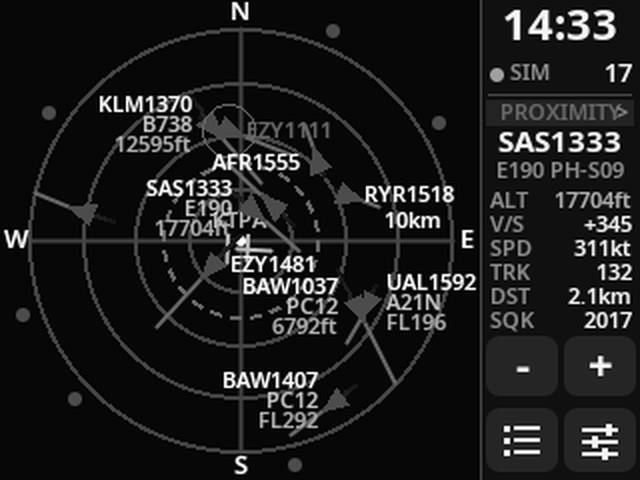 N
14:33
SIM 17
KLM1370
B738
12595ft
EZY1111
AFR1555
SAS1333
E190
17704ft
KTPA
RYR1518
10km
W
E
EZY1481
BAW1037
PC12
6792ft
UAL1592
A21N
FL196
BAW1407
PC12
FL292
S
PROXIMITY>
SAS1333
E190 PH-S09
ALT 17704ft
V/S +345
SPD 311kt
TRK 132
DST 2.1km
SQK 2017
- +